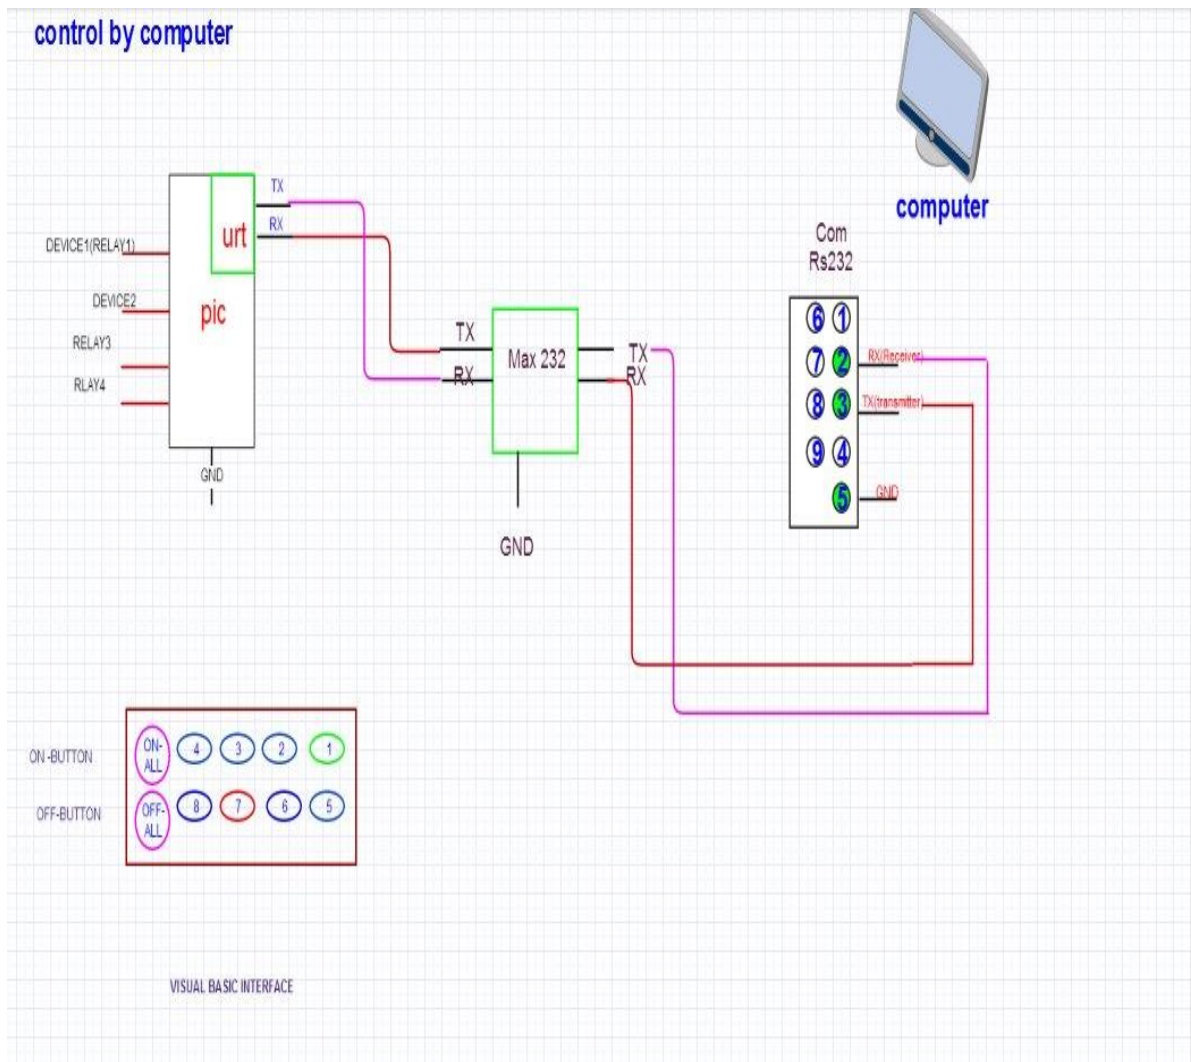 control by computer
computer
Com
Rs232
TX
RX
urt
pic
DEVICE1(RELAY1)
DEVICE2
RELAY3
RLAY4
GND
TX
RX
Max 232
TX
RX
GND
6 1
7 2
8 3
9 4
5
RX(Receiver)
TX(transmitter)
GND
ON -BUTTON
ON-
ALL
4 3 2 1
OFF-BUTTON
OFF-
ALL
8 7 6 5
VISUAL BASIC INTERFACE